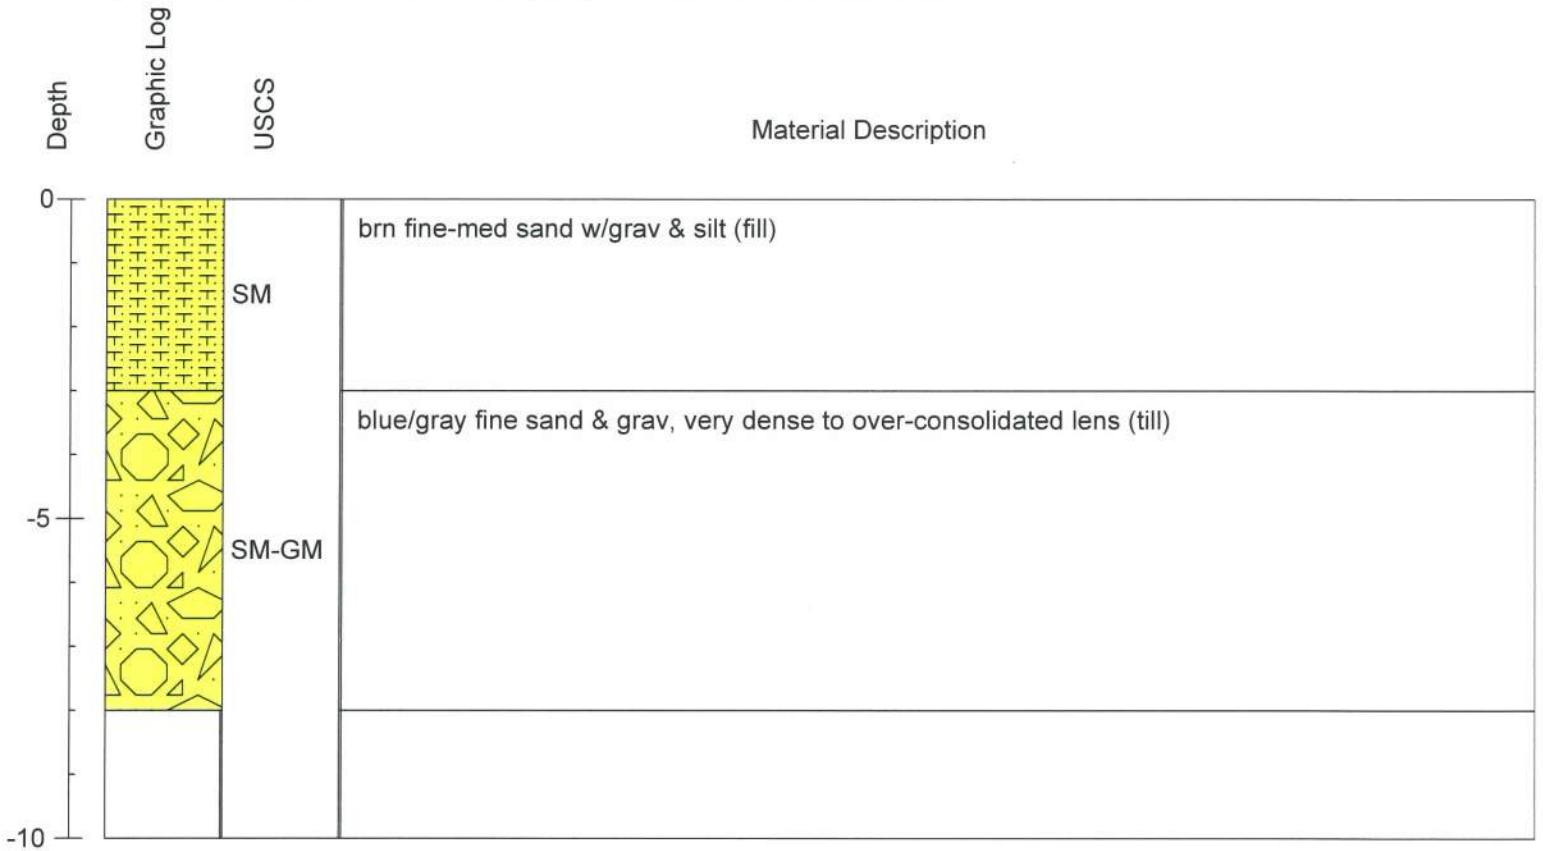 Depth
Graphic Log
USCS
Material Description
0
brn fine-med sand w/grav & silt (fill)
SM
blue/gray fine sand & grav, very dense to over-consolidated lens (till)
-5
SM-GM
-10